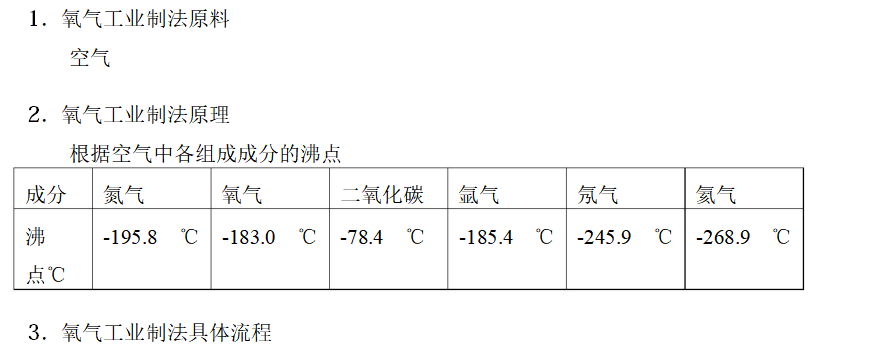 1．氧气工业制法原料
空气
2．氧气工业制法原理
根据空气中各组成成分的沸点
成分 氮气 氧气 二氧化碳 氩气 氖气 氦气
沸点℃ -195.8 ℃ -183.0 ℃ -78.4 ℃ -185.4 ℃ -245.9 ℃ -268.9 ℃
3．氧气工业制法具体流程